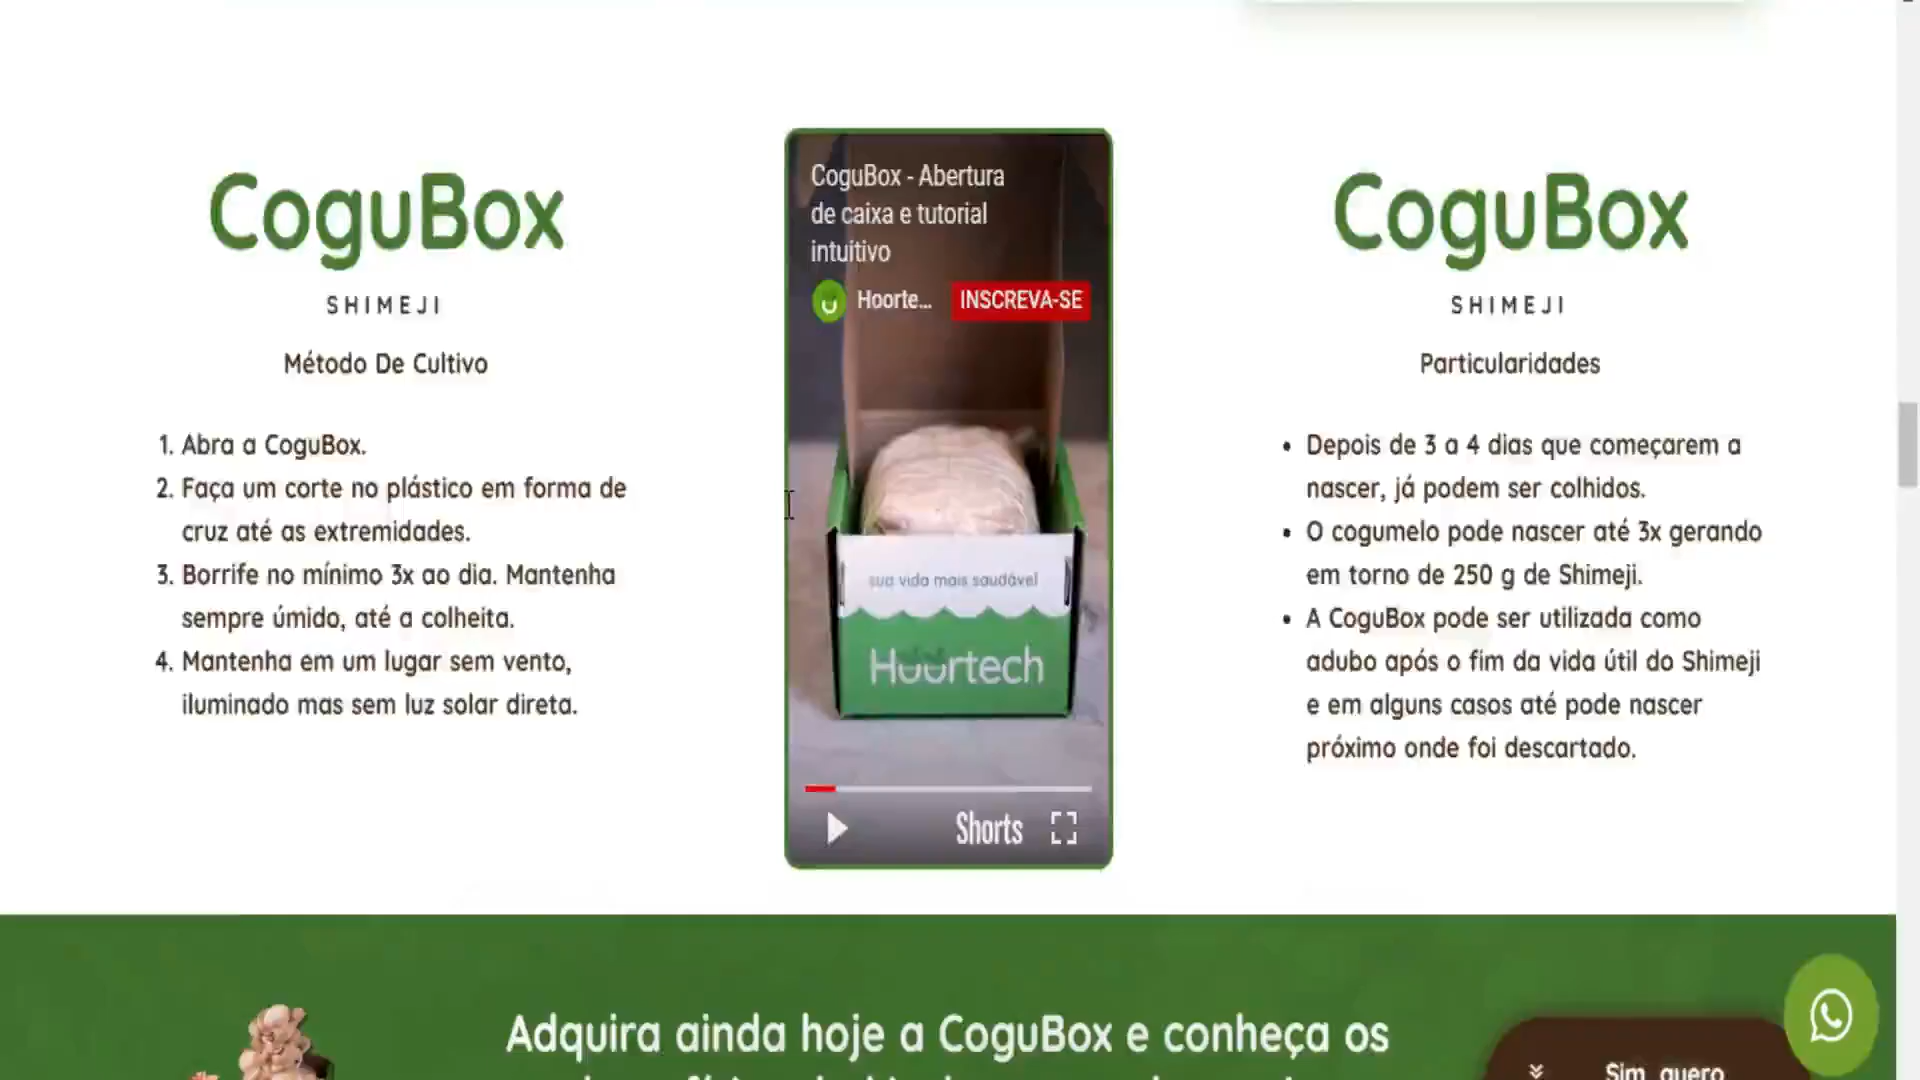 CoguBox
SHIMEJI
Método De Cultivo
1. Abra a CoguBox.
2. Faça um corte no plástico em forma de
cruz até as extremidades.
3. Borrife no mínimo 3x ao dia. Mantenha
sempre úmido, até a colheita.
4. Mantenha em um lugar sem vento,
iluminado mas sem luz solar direta.
CoguBox - Abertura
de caixa e tutorial
intuitivo
Hoorte...
INSCREVA-SE
sua vida mais saudável
Hoortech
Shorts
CoguBox
SHIMEJI
Particularidades
• Depois de 3 a 4 dias que começarem a
nascer, já podem ser colhidos.
• O cogumelo pode nascer até 3x gerando
em torno de 250 g de Shimeji.
• A CoguBox pode ser utilizada como
adubo após o fim da vida útil do Shimeji
e em alguns casos até pode nascer
próximo onde foi descartado.
Adquira ainda hoje a CoguBox e conheça os
Sim, quero